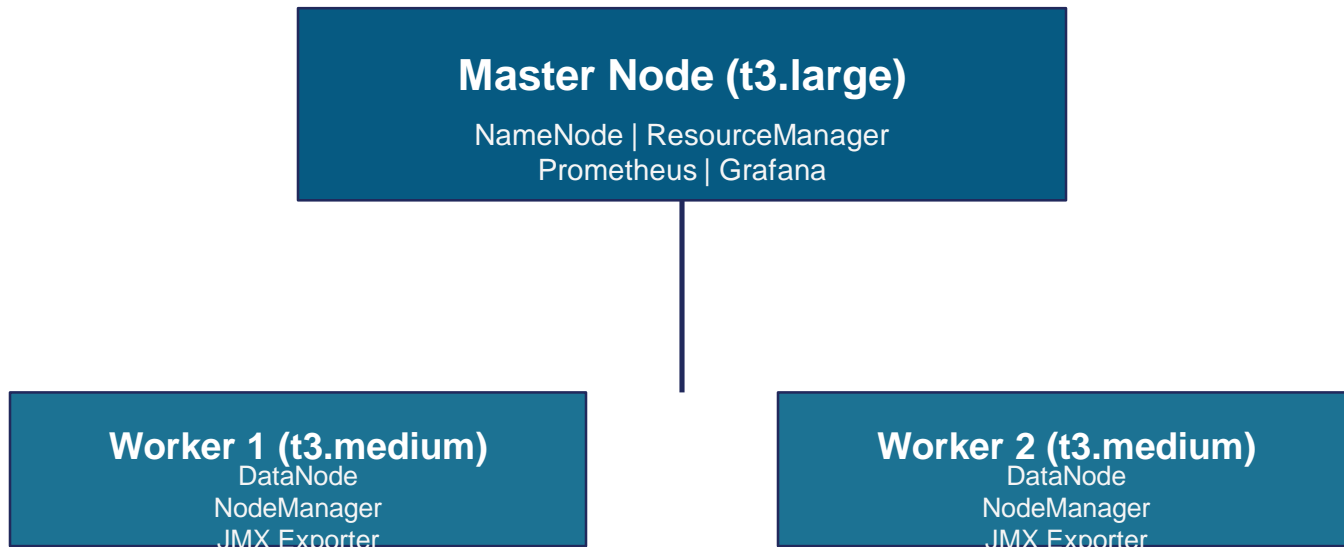 Master Node (t3.large)
NameNode | ResourceManager
Prometheus | Grafana
Worker 1 (t3.medium)
DataNode
NodeManager
JMX Exporter
Worker 2 (t3.medium)
DataNode
NodeManager
JMX Exporter